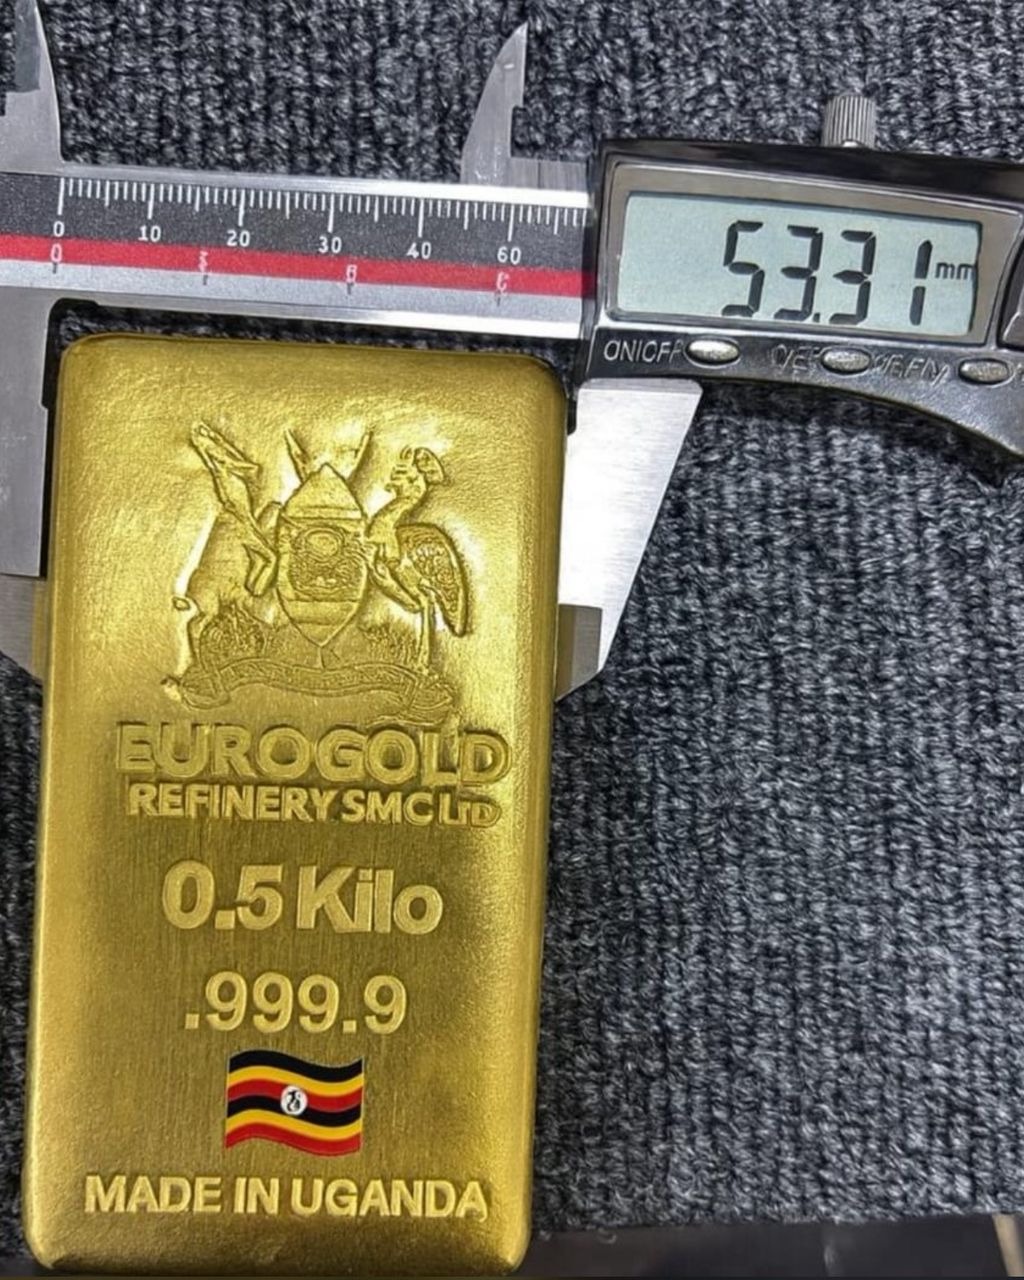 0 10 20 30 40 60
53.31 mm
EUROGOLD
REFINERY SMC LTD
0.5 Kilo
.999.9
MADE IN UGANDA